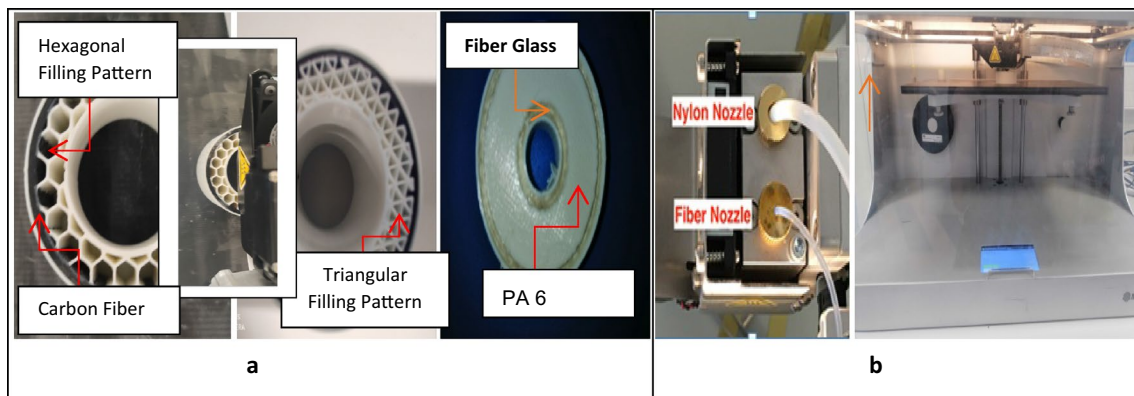 Hexagonal
Filling Pattern
Carbon Fiber
Triangular
Filling Pattern
Fiber Glass
PA 6
a
Nylon Nozzle
Fiber Nozzle
b